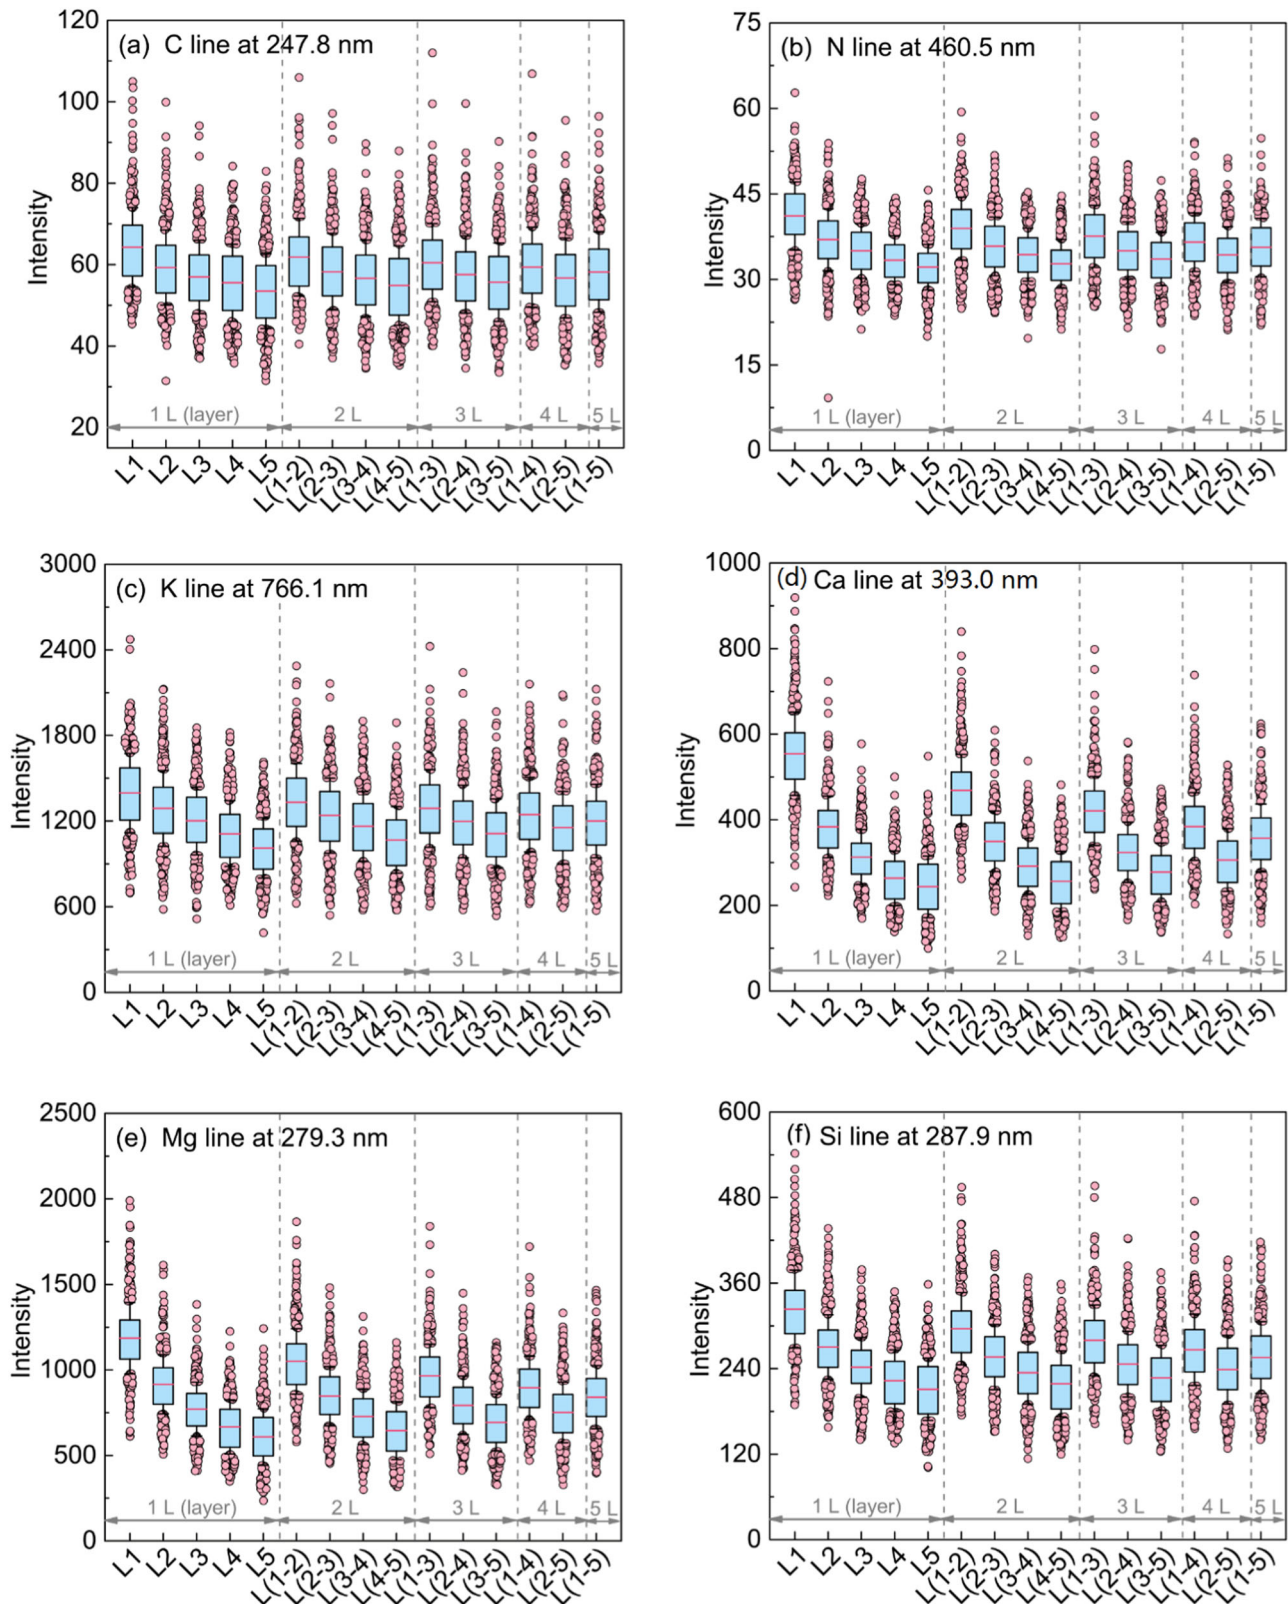 (a) C line at 247.8 nm
Intensity
120
100
80
60
40
20
1 L (layer) 2 L 3 L 4 L 5 L
L1 L2 L3 L4 L5 L(1-2) L(2-3) L(3-4) L(4-5) L(1-3) L(2-4) L(3-5) L(1-4) L(2-5) L(1-5)
(b) N line at 460.5 nm
Intensity
75
60
45
30
15
0
1 L (layer) 2 L 3 L 4 L 5 L
L1 L2 L3 L4 L5 L(1-2) L(2-3) L(3-4) L(4-5) L(1-3) L(2-4) L(3-5) L(1-4) L(2-5) L(1-5)
(c) K line at 766.1 nm
Intensity
3000
2400
1800
1200
600
0
1 L (layer) 2 L 3 L 4 L 5 L
L1 L2 L3 L4 L5 L(1-2) L(2-3) L(3-4) L(4-5) L(1-3) L(2-4) L(3-5) L(1-4) L(2-5) L(1-5)
(d) Ca line at 393.0 nm
Intensity
1000
800
600
400
200
0
1 L (layer) 2 L 3 L 4 L 5 L
L1 L2 L3 L4 L5 L(1-2) L(2-3) L(3-4) L(4-5) L(1-3) L(2-4) L(3-5) L(1-4) L(2-5) L(1-5)
(e) Mg line at 279.3 nm
Intensity
2500
2000
1500
1000
500
0
1 L (layer) 2 L 3 L 4 L 5 L
L1 L2 L3 L4 L5 L(1-2) L(2-3) L(3-4) L(4-5) L(1-3) L(2-4) L(3-5) L(1-4) L(2-5) L(1-5)
(f) Si line at 287.9 nm
Intensity
600
480
360
240
120
0
1 L (layer) 2 L 3 L 4 L 5 L
L1 L2 L3 L4 L5 L(1-2) L(2-3) L(3-4) L(4-5) L(1-3) L(2-4) L(3-5) L(1-4) L(2-5) L(1-5)